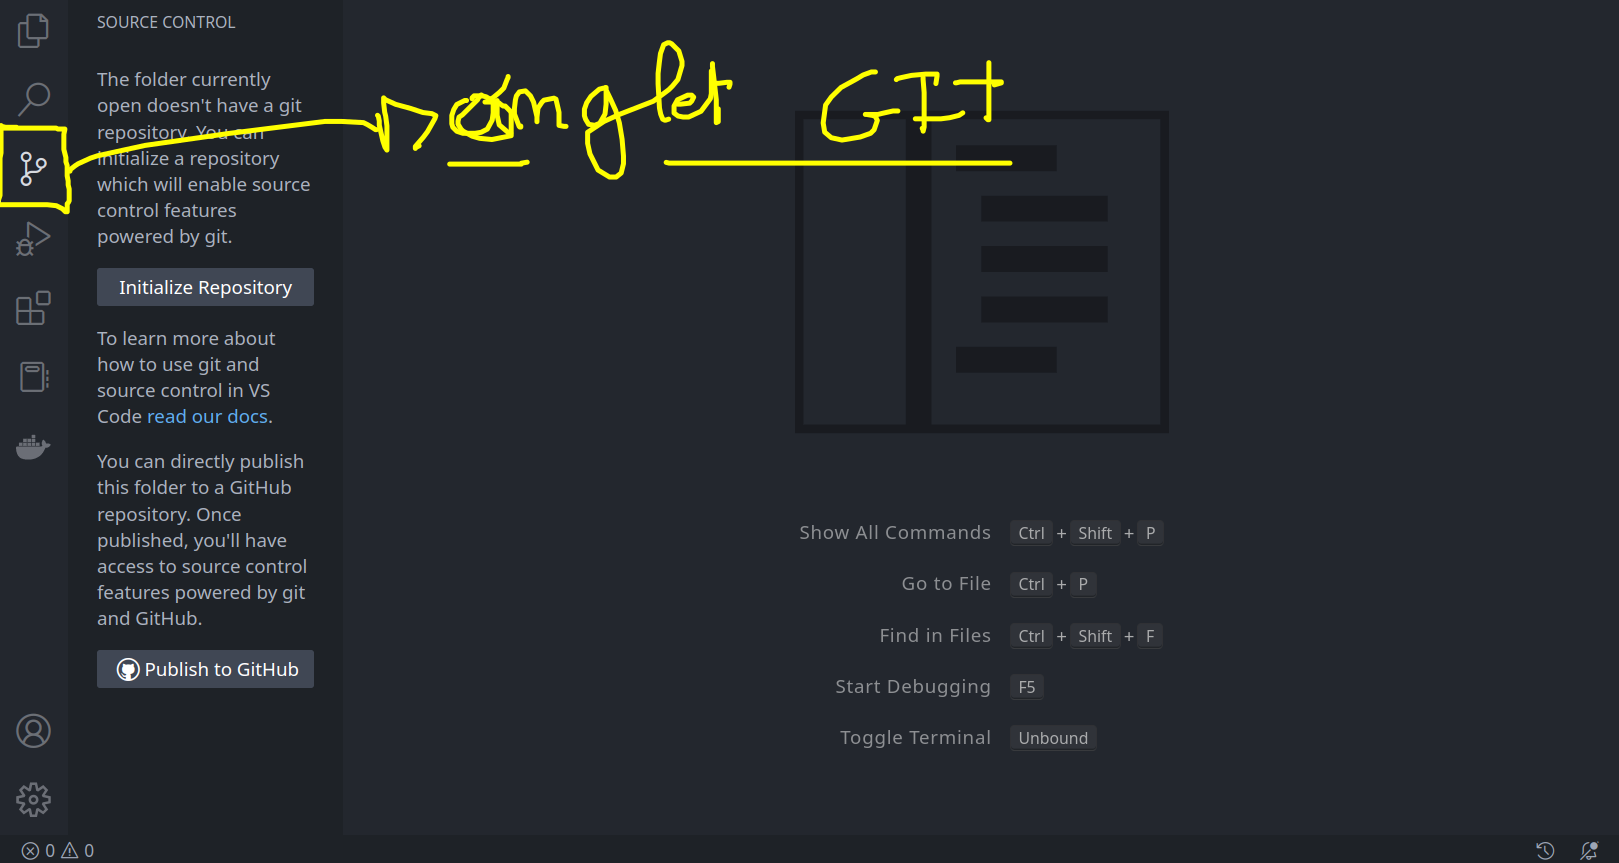 SOURCE CONTROL
The folder currently
open doesn't have a git
repository. You can
initialize a repository
which will enable source
control features
powered by git.
Initialize Repository
To learn more about
how to use git and
source control in VS
Code read our docs.
You can directly publish
this folder to a GitHub
repository. Once
published, you'll have
access to source control
features powered by git
and GitHub.
Publish to GitHub
onglet GIt
Show All Commands Ctrl + Shift + P
Go to File Ctrl + P
Find in Files Ctrl + Shift + F
Start Debugging F5
Toggle Terminal Unbound
0 0